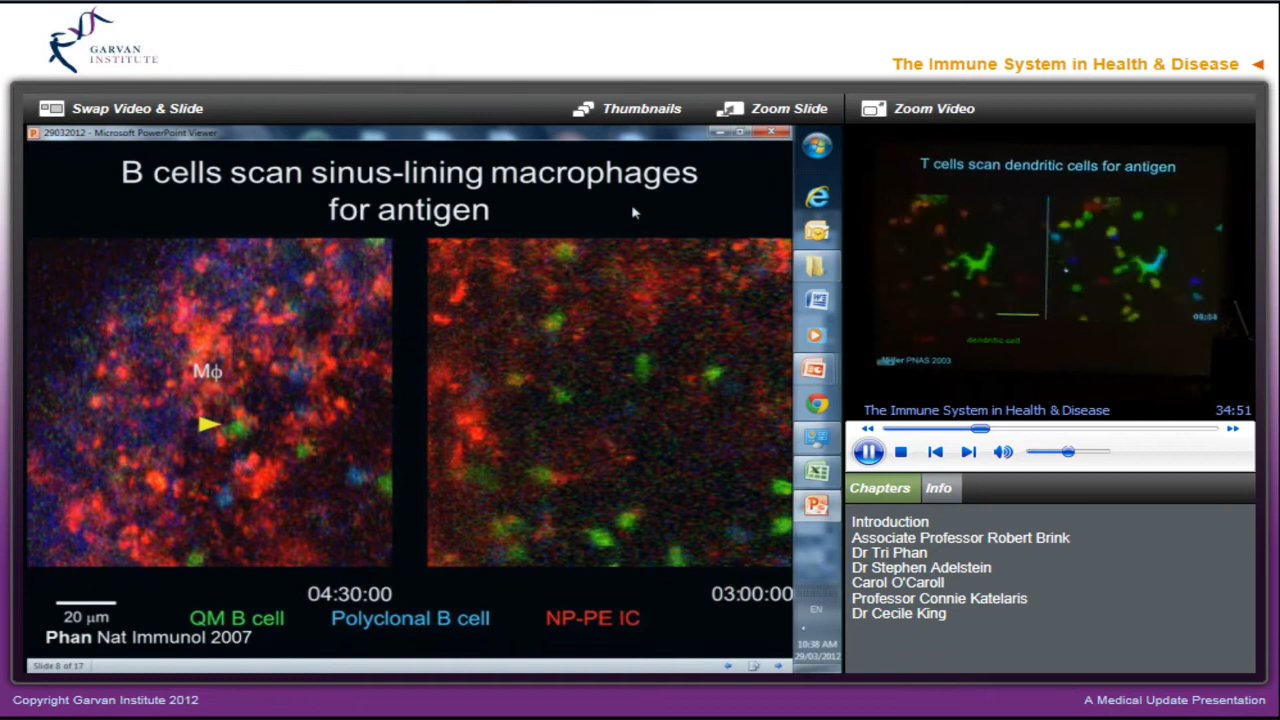 GARVAN
INSTITUTE
The Immune System in Health & Disease
Swap Video & Slide
Thumbnails
Zoom Slide
Zoom Video
29032012 - Microsoft PowerPoint Viewer
B cells scan sinus-lining macrophages
for antigen
Mϕ
04:30:00
03:00:00
20 μm
QM B cell
Polyclonal B cell
NP-PE IC
Phan Nat Immunol 2007
Slide 8 of 17
EN
10:38 AM
29/03/2012
T cells scan dendritic cells for antigen
dendritic cell
Miller PNAS 2003
The Immune System in Health & Disease
34:51
Chapters
Info
Introduction
Associate Professor Robert Brink
Dr Tri Phan
Dr Stephen Adelstein
Carol O'Caroll
Professor Connie Katelaris
Dr Cecile King
Copyright Garvan Institute 2012
A Medical Update Presentation